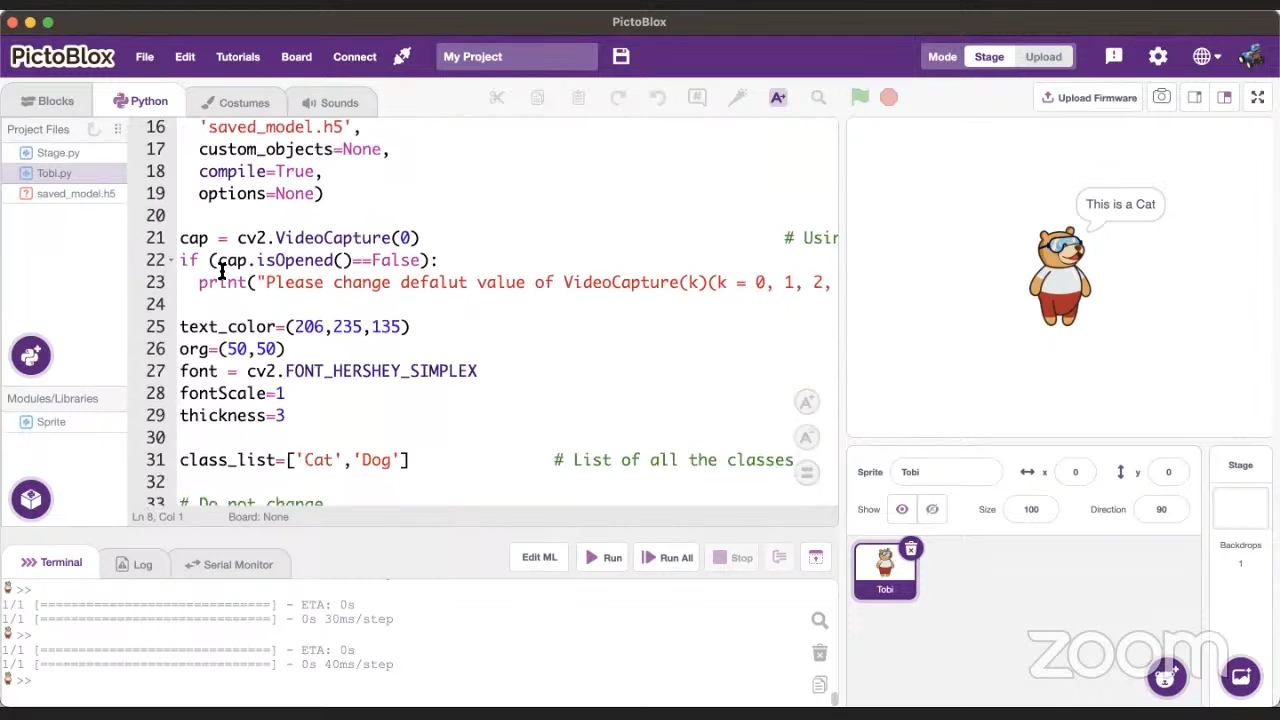 PictoBlox
PictoBlox
File
Edit
Tutorials
Board
Connect
My Project
Mode
Stage
Upload
Blocks
Python
Costumes
Sounds
Upload Firmware
Project Files
Stage.py
Tobi.py
saved_model.h5
Modules/Libraries
Sprite
16 'saved_model.h5',
17 custom_objects=None,
18 compile=True,
19 options=None)
20
21 cap = cv2.VideoCapture(0) # Usin
22 if (cap.isOpened()==False):
23 print("Please change defalut value of VideoCapture(k)(k = 0, 1, 2,
24
25 text_color=(206,235,135)
26 org=(50,50)
27 font = cv2.FONT_HERSHEY_SIMPLEX
28 fontScale=1
29 thickness=3
30
31 class_list=['Cat','Dog'] # List of all the classes
32
33 # Do not change
Ln 8, Col 1
Board: None
This is a Cat
Terminal
Log
Serial Monitor
Edit ML
Run
Run All
Stop
>>
1/1 [==============================] - ETA: 0s
1/1 [==============================] - 0s 30ms/step
>>
1/1 [==============================] - ETA: 0s
1/1 [==============================] - 0s 40ms/step
>>
Sprite
Tobi
x
0
y
0
Show
Size
100
Direction
90
Tobi
Stage
Backdrops
1
zoom